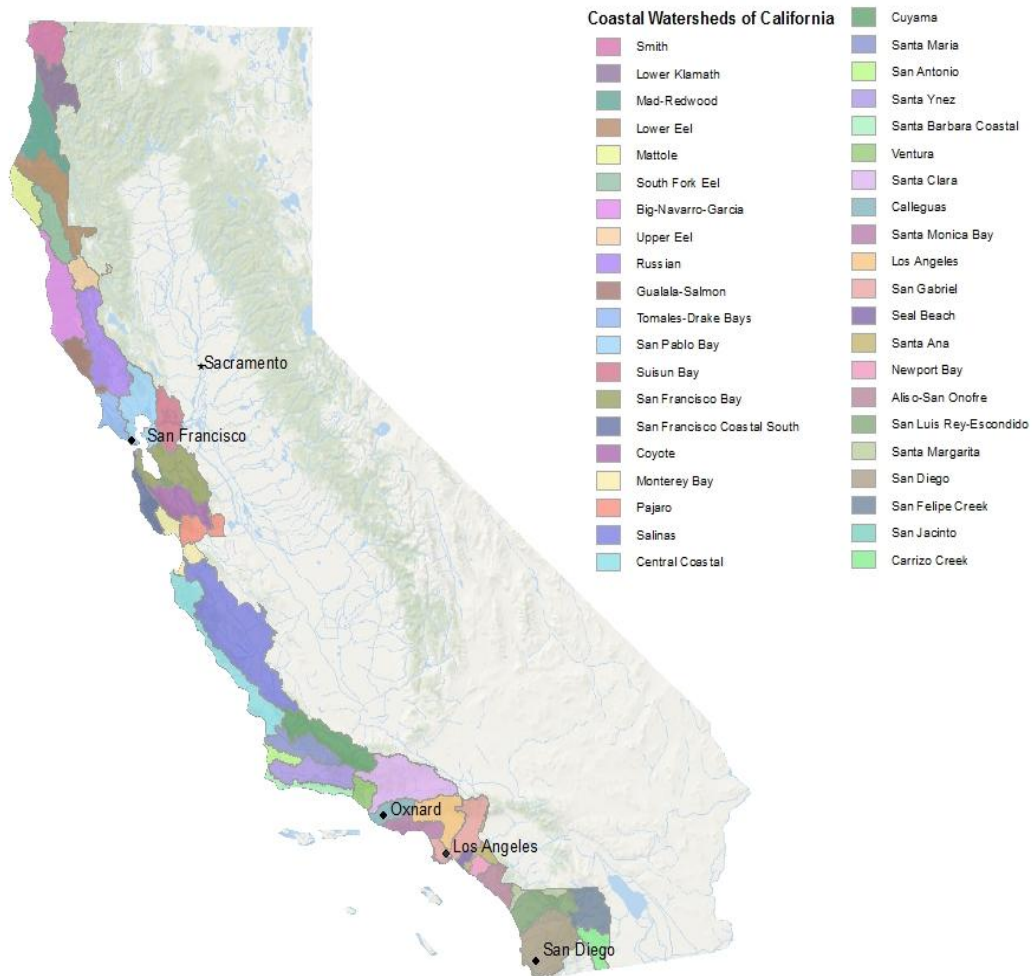 Coastal Watersheds of California
Smith
Lower Klamath
Mad-Redwood
Lower Eel
Mattole
South Fork Eel
Big-Navarro-Garcia
Upper Eel
Russian
Gualala-Salmon
Tomales-Drake Bays
San Pablo Bay
Suisun Bay
San Francisco Bay
San Francisco Coastal South
Coyote
Monterey Bay
Pajaro
Salinas
Central Coastal
Cuyama
Santa Maria
San Antonio
Santa Ynez
Santa Barbara Coastal
Ventura
Santa Clara
Calleguas
Santa Monica Bay
Los Angeles
San Gabriel
Seal Beach
Santa Ana
Newport Bay
Aliso-San Onofre
San Luis Rey-Escondido
Santa Margarita
San Diego
San Felipe Creek
San Jacinto
Carrizo Creek
Sacramento
San Francisco
Oxnard
Los Angeles
San Diego